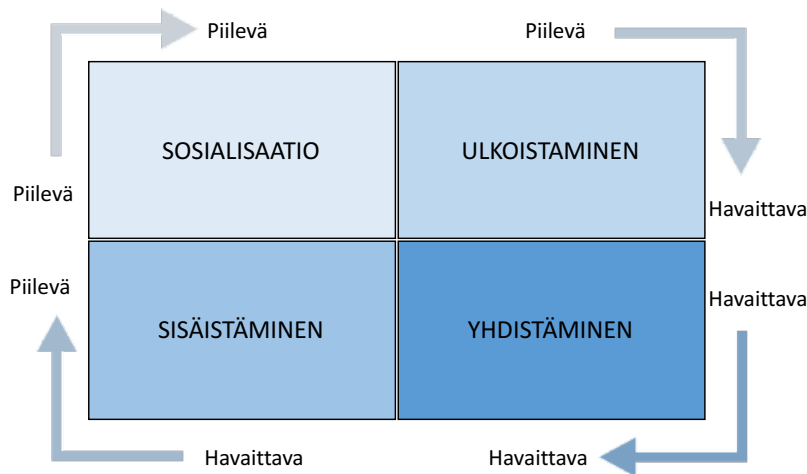 Piilevä
Piilevä
SOSIALISAATIO
ULKOISTAMINEN
Piilevä
Havaittava
Piilevä
Havaittava
SISÄISTÄMINEN
YHDISTÄMINEN
Havaittava
Havaittava